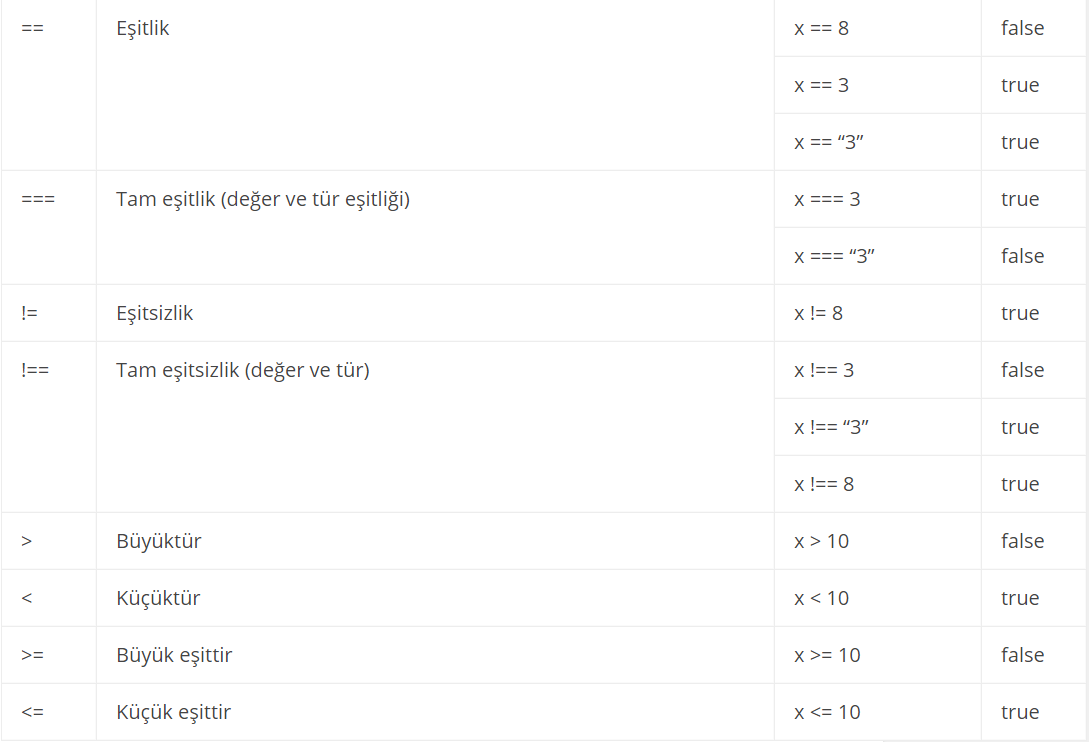 == Eşitlik x == 8 false
x == 3 true
x == “3” true
=== Tam eşitlik (değer ve tür eşitliği) x === 3 true
x === “3” false
!= Eşitsizlik x != 8 true
!== Tam eşitsizlik (değer ve tür) x !== 3 false
x !== “3” true
x !== 8 true
> Büyüktür x > 10 false
< Küçüktür x < 10 true
>= Büyük eşittir x >= 10 false
<= Küçük eşittir x <= 10 true